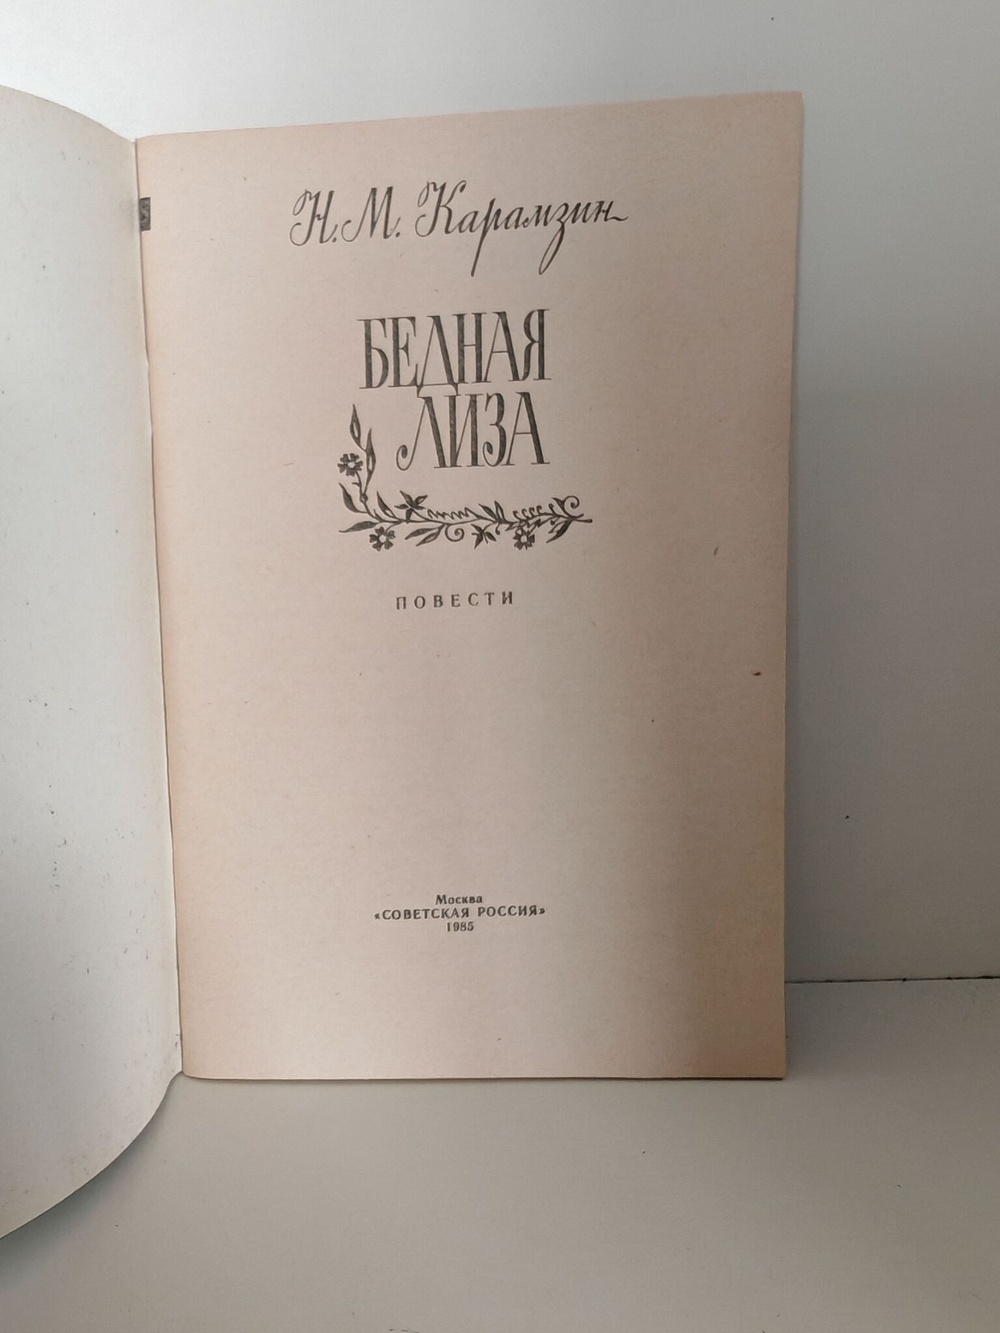 Н. М. Карамзин
БЕДНАЯ
ЛИЗА
ПОВЕСТИ
Москва
«СОВЕТСКАЯ РОССИЯ»
1985